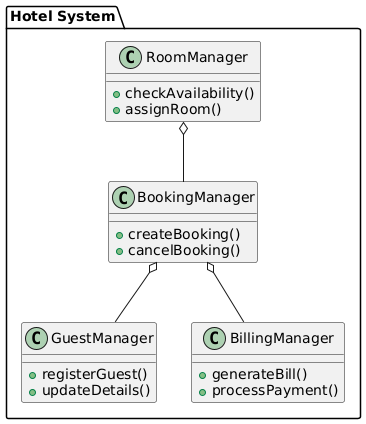 Hotel System
C RoomManager
checkAvailability()
assignRoom()
C BookingManager
createBooking()
cancelBooking()
C GuestManager
registerGuest()
updateDetails()
C BillingManager
generateBill()
processPayment()